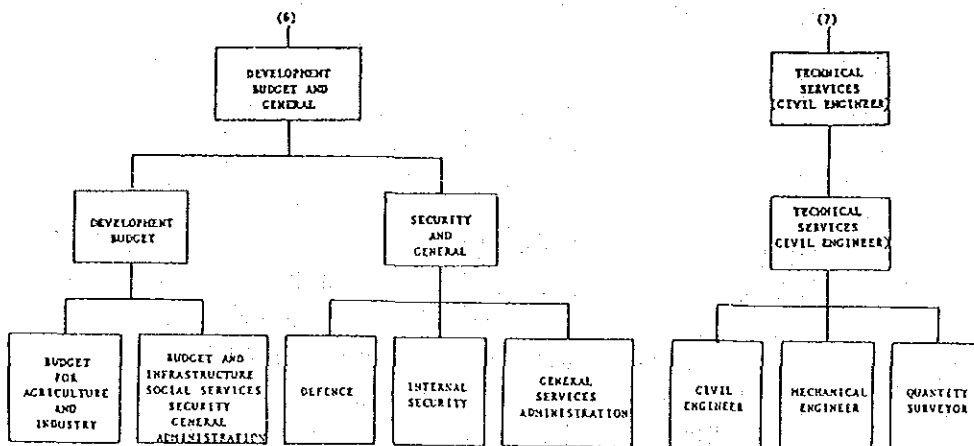 (6)
DEVELOPMENT
BUDGET AND
GENERAL
DEVELOPMENT
BUDGET
SECURITY
AND
GENERAL
BUDGET
FOR
AGRICULTURE
AND
INDUSTRY
BUDGET AND
INFRASTRUCTURE
SOCIAL SERVICES
SECURITY
GENERAL
ADMINISTRATION
DEFENCE
INTERNAL
SECURITY
GENERAL
SERVICES
ADMINISTRATION
(7)
TECHNICAL
SERVICES
(CIVIL ENGINEER)
TECHNICAL
SERVICES
CIVIL ENGINEER)
CIVIL
ENGINEER
MECHANICAL
ENGINEER
QUANTITY
SURVEYOR